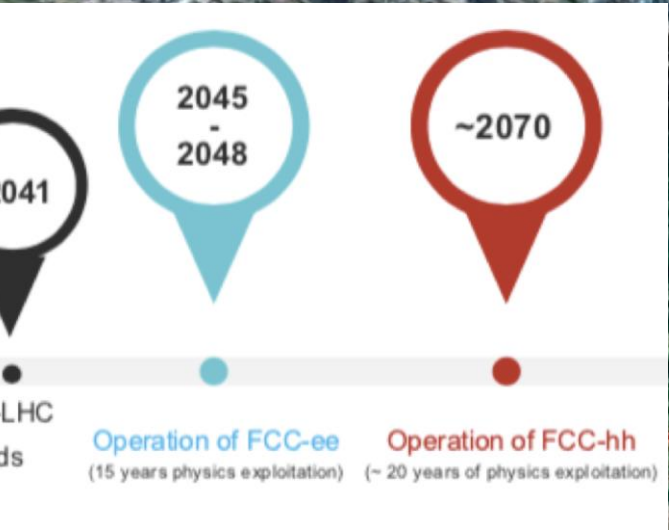 2045
-
2048
~2070
041
LHC
ds
Operation of FCC-ee
(15 years physics exploitation)
Operation of FCC-hh
(~ 20 years of physics exploitation)